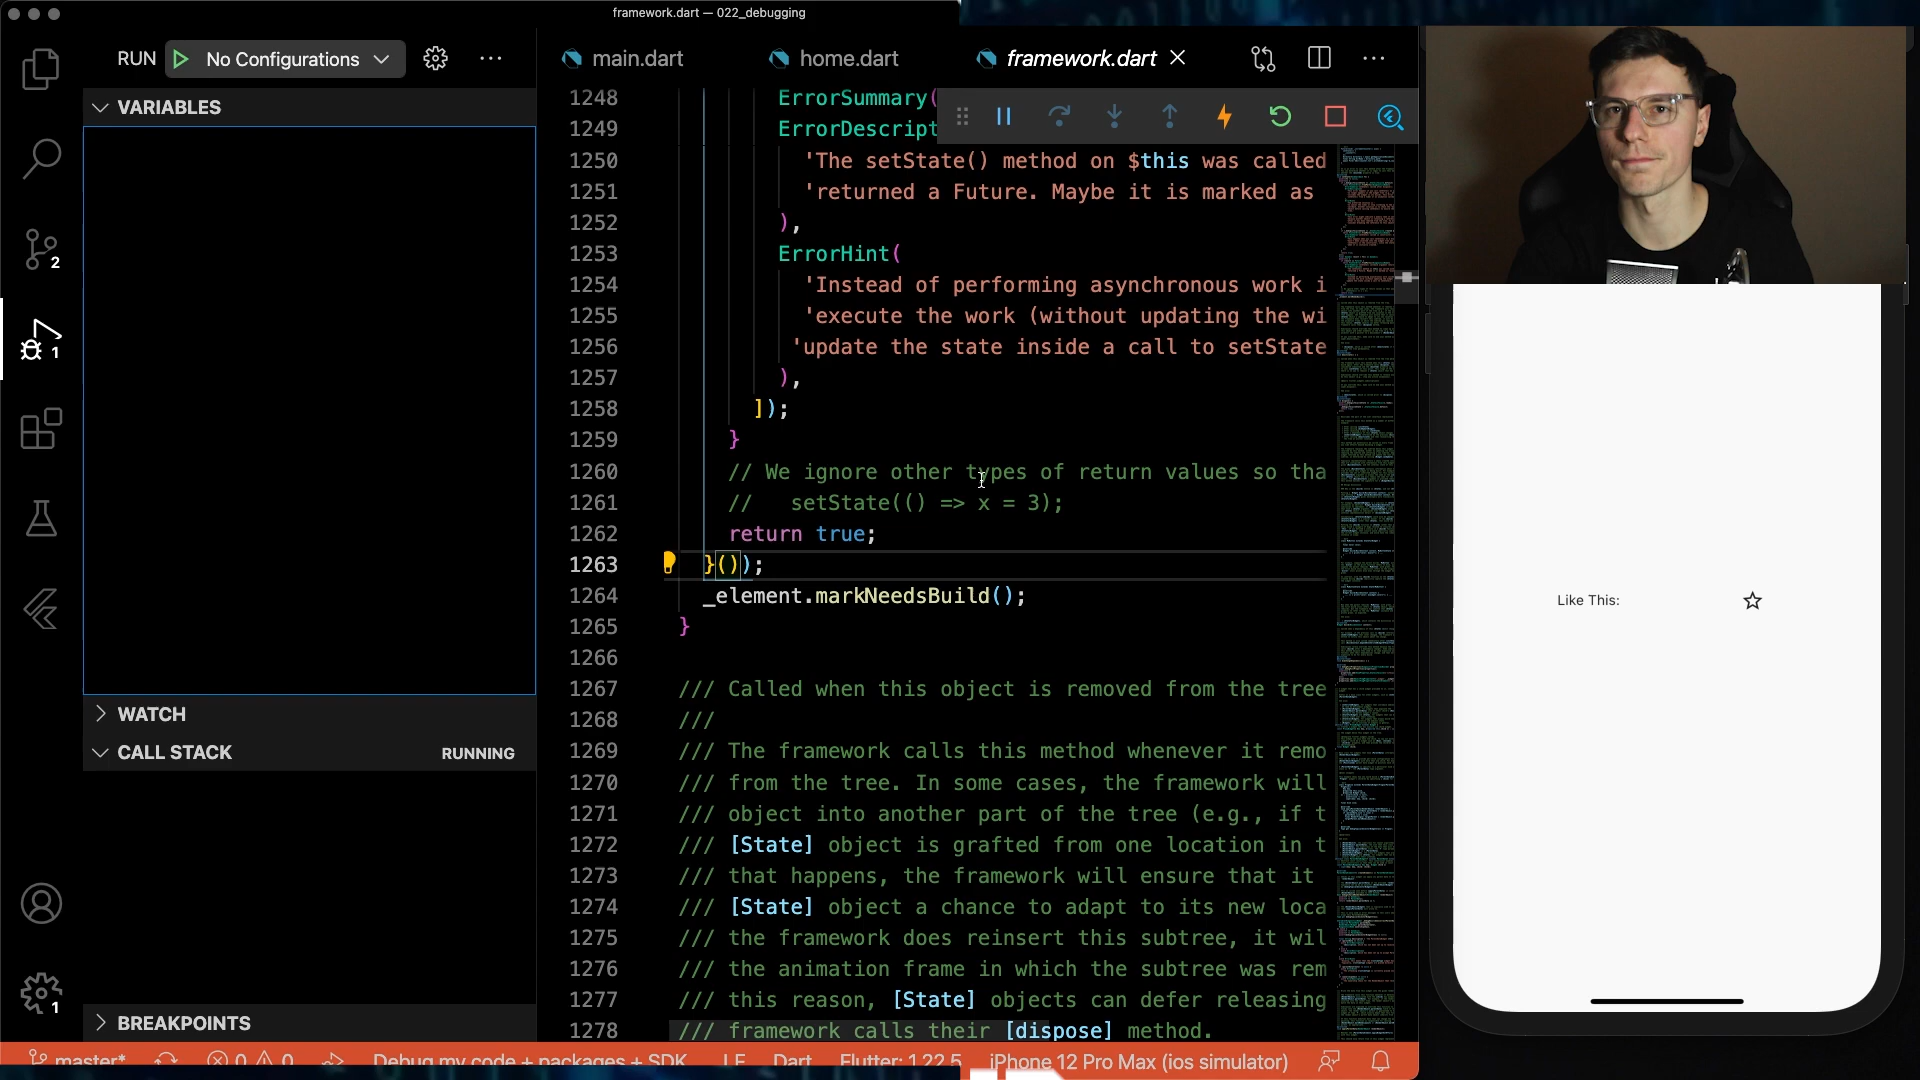 framework.dart — 022_debugging
RUN No Configurations
main.dart
home.dart
framework.dart
VARIABLES
2
1
1
WATCH
CALL STACK RUNNING
BREAKPOINTS
1248 ErrorSummary(
1249 ErrorDescript
1250 'The setState() method on $this was called
1251 'returned a Future. Maybe it is marked as
1252 ),
1253 ErrorHint(
1254 'Instead of performing asynchronous work i
1255 'execute the work (without updating the wi
1256 'update the state inside a call to setState
1257 ),
1258 ]);
1259 }
1260 // We ignore other types of return values so tha
1261 // setState(() => x = 3);
1262 return true;
1263 }());
1264 _element.markNeedsBuild();
1265 }
1266
1267 /// Called when this object is removed from the tree
1268 ///
1269 /// The framework calls this method whenever it remo
1270 /// from the tree. In some cases, the framework will
1271 /// object into another part of the tree (e.g., if t
1272 /// [State] object is grafted from one location in t
1273 /// that happens, the framework will ensure that it
1274 /// [State] object a chance to adapt to its new loca
1275 /// the framework does reinsert this subtree, it wil
1276 /// the animation frame in which the subtree was rem
1277 /// this reason, [State] objects can defer releasing
1278 /// framework calls their [dispose] method.
master* 0 0 Debug my code + packages + SDK LF Dart Flutter: 1.22.5 iPhone 12 Pro Max (ios simulator)
Like This: